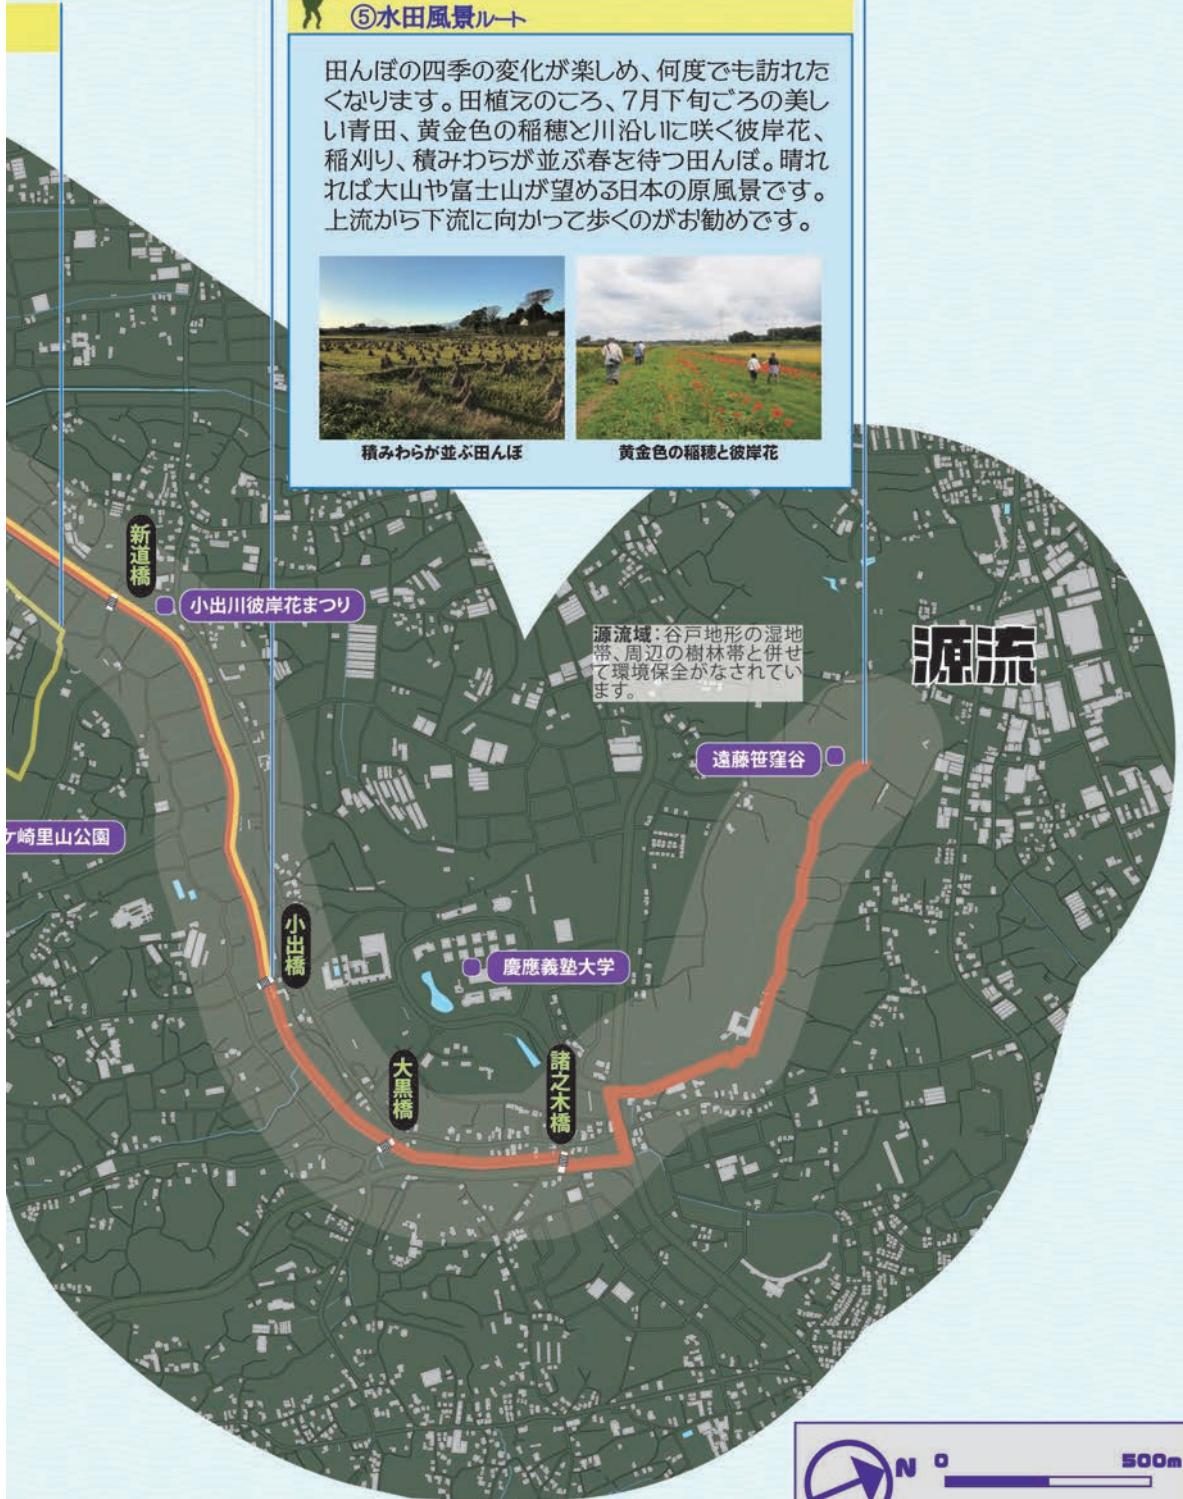 ⑤水田風景ルート
田んぼの四季の変化が楽しめ、何度でも訪れた
くなります。田植えのころ、7月下旬ごろの美し
い青田、黄金色の稲穂と川沿いに咲く彼岸花、
稲刈り、積みわらが並ぶ春を待つ田んぼ。晴れ
れば大山や富士山が望める日本の原風景です。
上流から下流に向かって歩くのがお勧めです。
積みわらが並ぶ田んぼ
黄金色の稲穂と彼岸花
新道橋
小出川彼岸花まつり
源流域:谷戸地形の湿地
帯、周辺の樹林帯と併せ
て環境保全がなされてい
ます。
源流
遠藤笹窪谷
ケ崎里山公園
小出橋
慶應義塾大学
大黒橋
諸之木橋
N 0 500m